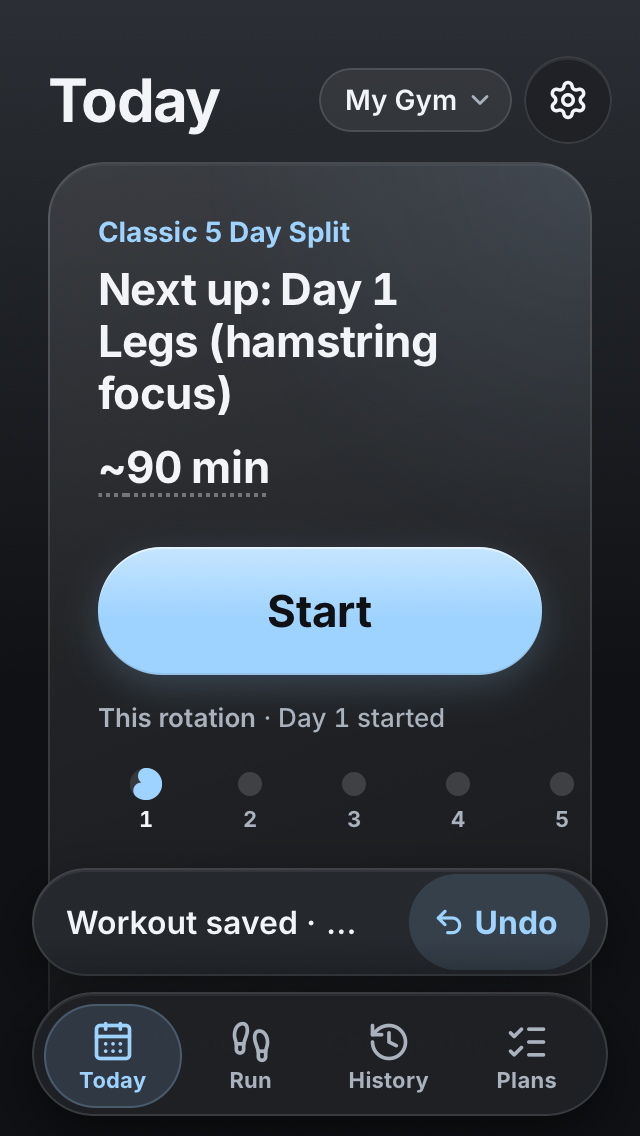 Today
My Gym
Classic 5 Day Split
Next up: Day 1
Legs (hamstring
focus)
~90 min
Start
This rotation · Day 1 started
1 2 3 4 5
Workout saved · ...
Undo
Today Run History Plans